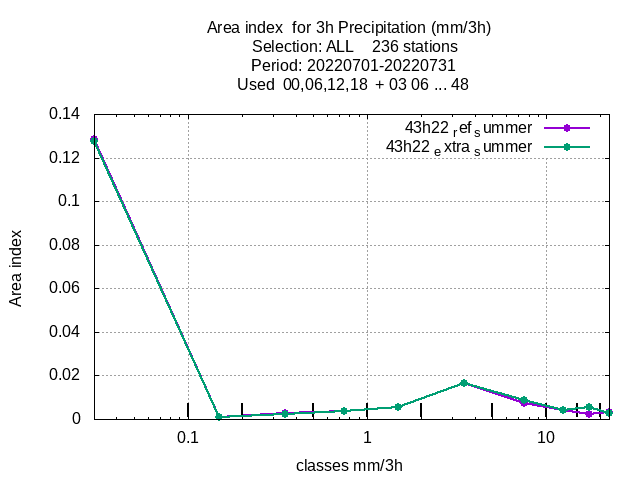 Area index  for 3h Precipitation (mm/3h)
Selection: ALL    236 stations
Period: 20220701-20220731
Used  00,06,12,18  + 03 06 ... 48
43h22 ref summer
43h22 extra summer
0.14
0.12
0.1
0.08
0.06
0.04
0.02
0
Area index
0.1 1 10
classes mm/3h